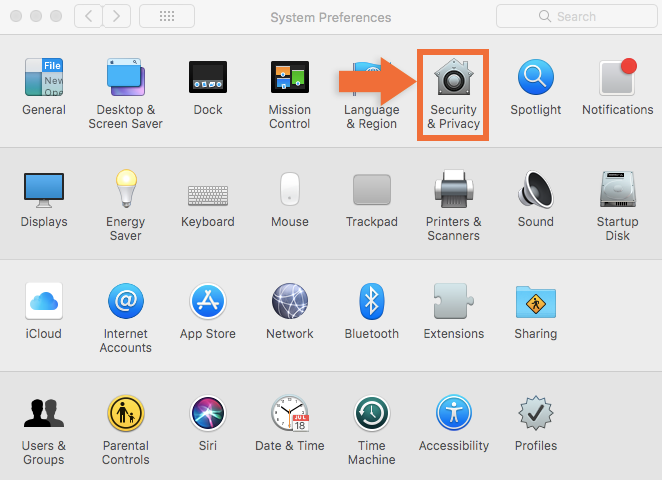 System Preferences
Search
File
New
Ope
General
Desktop &
Screen Saver
Dock
Mission
Control
Language
& Region
Security
& Privacy
Spotlight
Notifications
Displays
Energy
Saver
Keyboard
Mouse
Trackpad
Printers &
Scanners
Sound
Startup
Disk
iCloud
@
Internet
Accounts
App Store
Network
Bluetooth
Extensions
Sharing
Users &
Groups
Parental
Controls
Siri
JUL
18
Date & Time
Time
Machine
Accessibility
Profiles